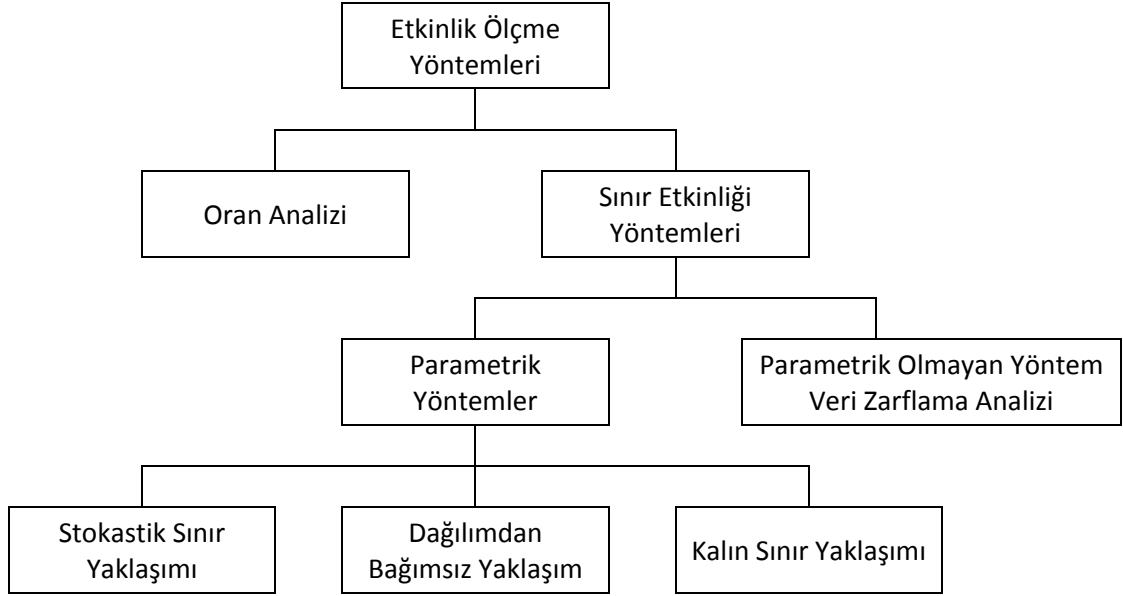 Etkinlik Ölçme
Yöntemleri
Oran Analizi
Sınır Etkinliği
Yöntemleri
Parametrik
Yöntemler
Parametrik Olmayan Yöntem
Veri Zarflama Analizi
Stokastik Sınır
Yaklaşımı
Dağılımdan
Bağımsız Yaklaşım
Kalın Sınır Yaklaşımı